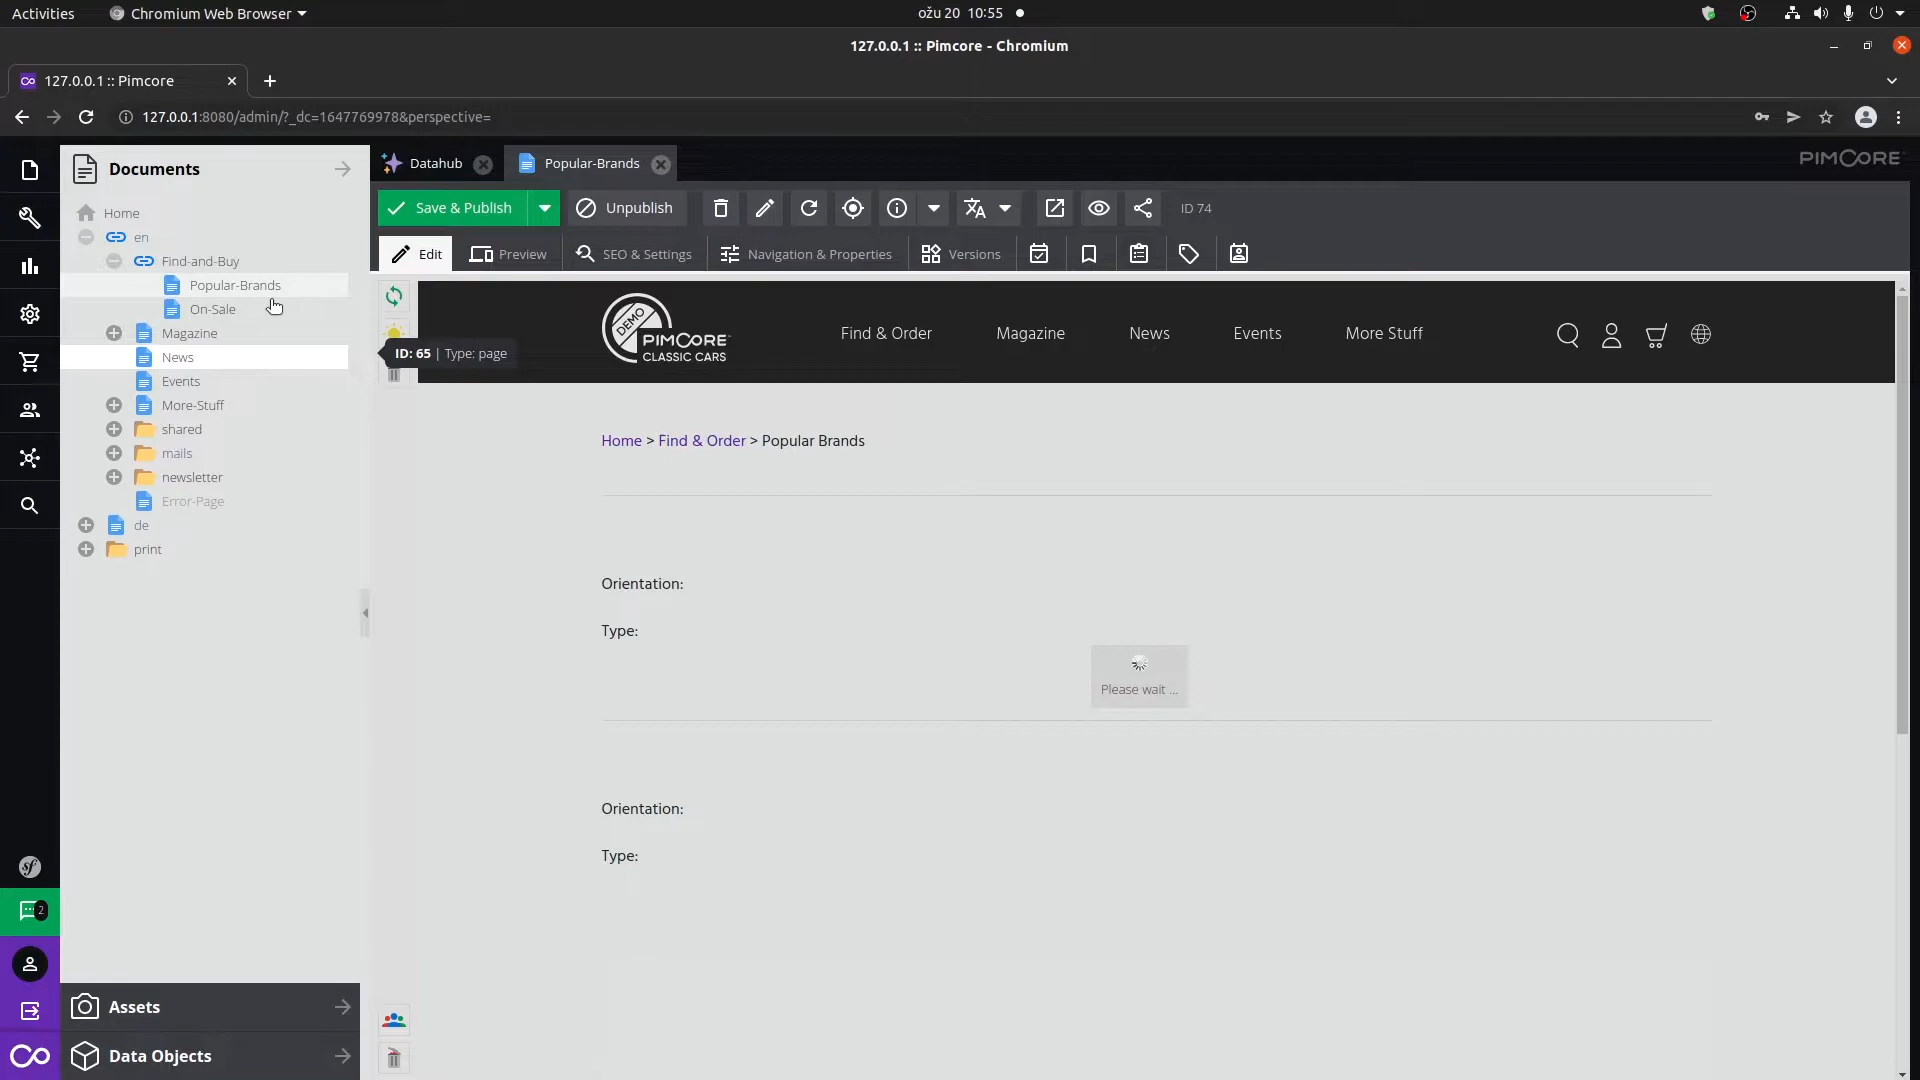 Activities
Chromium Web Browser
ožu 20 10:55
127.0.0.1 :: Pimcore - Chromium
127.0.0.1 :: Pimcore
127.0.0.1:8080/admin/?_dc=1647769978&perspective=
Documents
Datahub
Popular-Brands
PIMCORE
Save & Publish
Unpublish
ID 74
Edit
Preview
SEO & Settings
Navigation & Properties
Versions
Home
en
Find-and-Buy
Popular-Brands
On-Sale
Magazine
News
Events
More-Stuff
shared
mails
newsletter
Error-Page
de
print
ID: 65 | Type: page
DEMO
PIMCORE
CLASSIC CARS
Find & Order
Magazine
News
Events
More Stuff
Home > Find & Order > Popular Brands
Orientation:
Type:
Please wait ...
Orientation:
Type:
sf
2
Assets
Data Objects